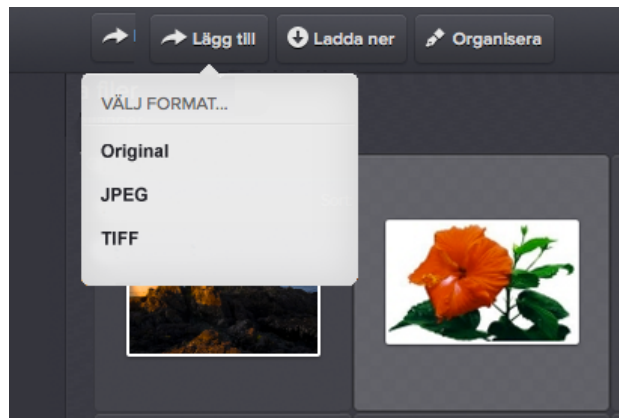 Lägg till
Ladda ner
Organisera
VÄLJ FORMAT...
Original
JPEG
TIFF